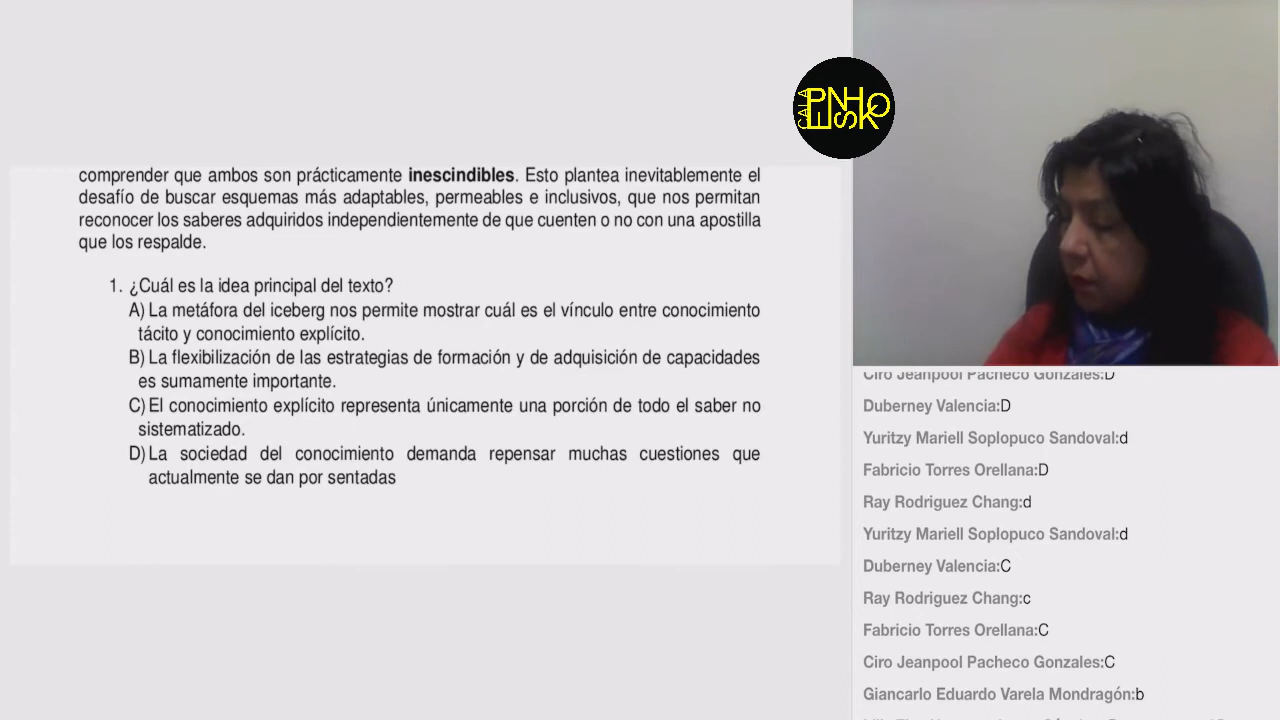 CALA
PENHO
ESK
comprender que ambos son prácticamente inescindibles. Esto plantea inevitablemente el
desafío de buscar esquemas más adaptables, permeables e inclusivos, que nos permitan
reconocer los saberes adquiridos independientemente de que cuenten o no con una apostilla
que los respalde.
1. ¿Cuál es la idea principal del texto?
A) La metáfora del iceberg nos permite mostrar cuál es el vínculo entre conocimiento
tácito y conocimiento explícito.
B) La flexibilización de las estrategias de formación y de adquisición de capacidades
es sumamente importante.
C) El conocimiento explícito representa únicamente una porción de todo el saber no
sistematizado.
D) La sociedad del conocimiento demanda repensar muchas cuestiones que
actualmente se dan por sentadas
Ciro Jeanpool Pacheco Gonzales:D
Duberney Valencia:D
Yuritzy Mariell Soplopuco Sandoval:d
Fabricio Torres Orellana:D
Ray Rodriguez Chang:d
Yuritzy Mariell Soplopuco Sandoval:d
Duberney Valencia:C
Ray Rodriguez Chang:c
Fabricio Torres Orellana:C
Ciro Jeanpool Pacheco Gonzales:C
Giancarlo Eduardo Varela Mondragón:b